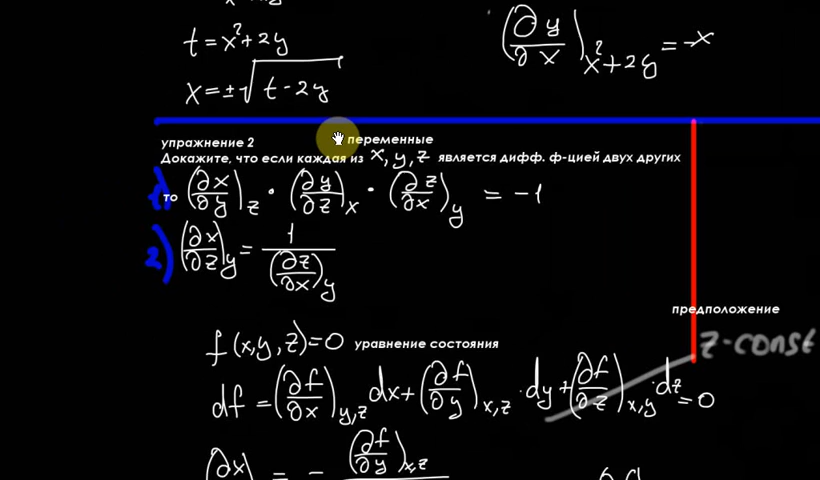 t = x² + 2y
(∂y/∂x)_{x²+2y} = -x
x = ±√(t - 2y)
упражнение 2
переменные
Докажите, что если каждая из x, y, z является дифф. ф-цией двух других
1) то (∂x/∂y)_z · (∂y/∂z)_x · (∂z/∂x)_y = -1
2) (∂x/∂z)_y = 1/(∂z/∂x)_y
предположение
z-const
f(x,y,z)=0 уравнение состояния
df = (∂f/∂x)_{y,z} dx + (∂f/∂y)_{x,z} · dy + (∂f/∂z)_{x,y} · dz = 0
(∂f/∂y)_{x,z}
(∂x = -